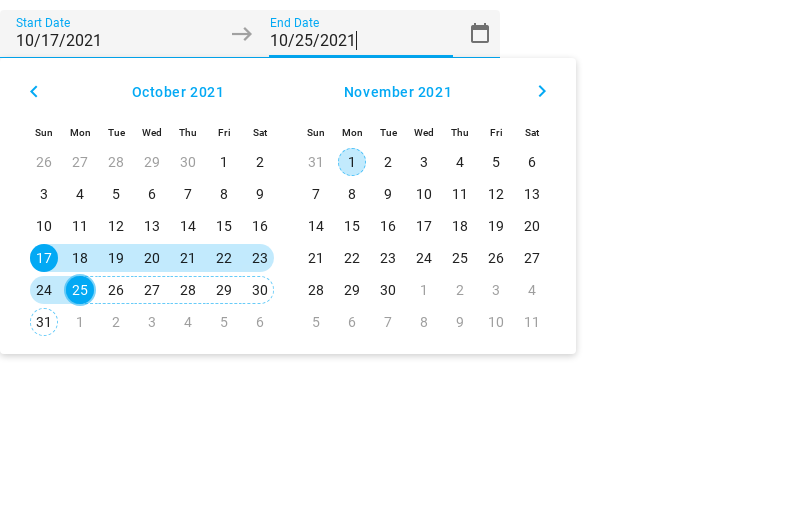 Start Date End Date
10/17/2021 10/25/2021
October 2021 November 2021
Sun Mon Tue Wed Thu Fri Sat Sun Mon Tue Wed Thu Fri Sat
26 27 28 29 30 1 2 31 1 2 3 4 5 6
3 4 5 6 7 8 9 7 8 9 10 11 12 13
10 11 12 13 14 15 16 14 15 16 17 18 19 20
17 18 19 20 21 22 23 21 22 23 24 25 26 27
24 25 26 27 28 29 30 28 29 30 1 2 3 4
31 1 2 3 4 5 6 5 6 7 8 9 10 11